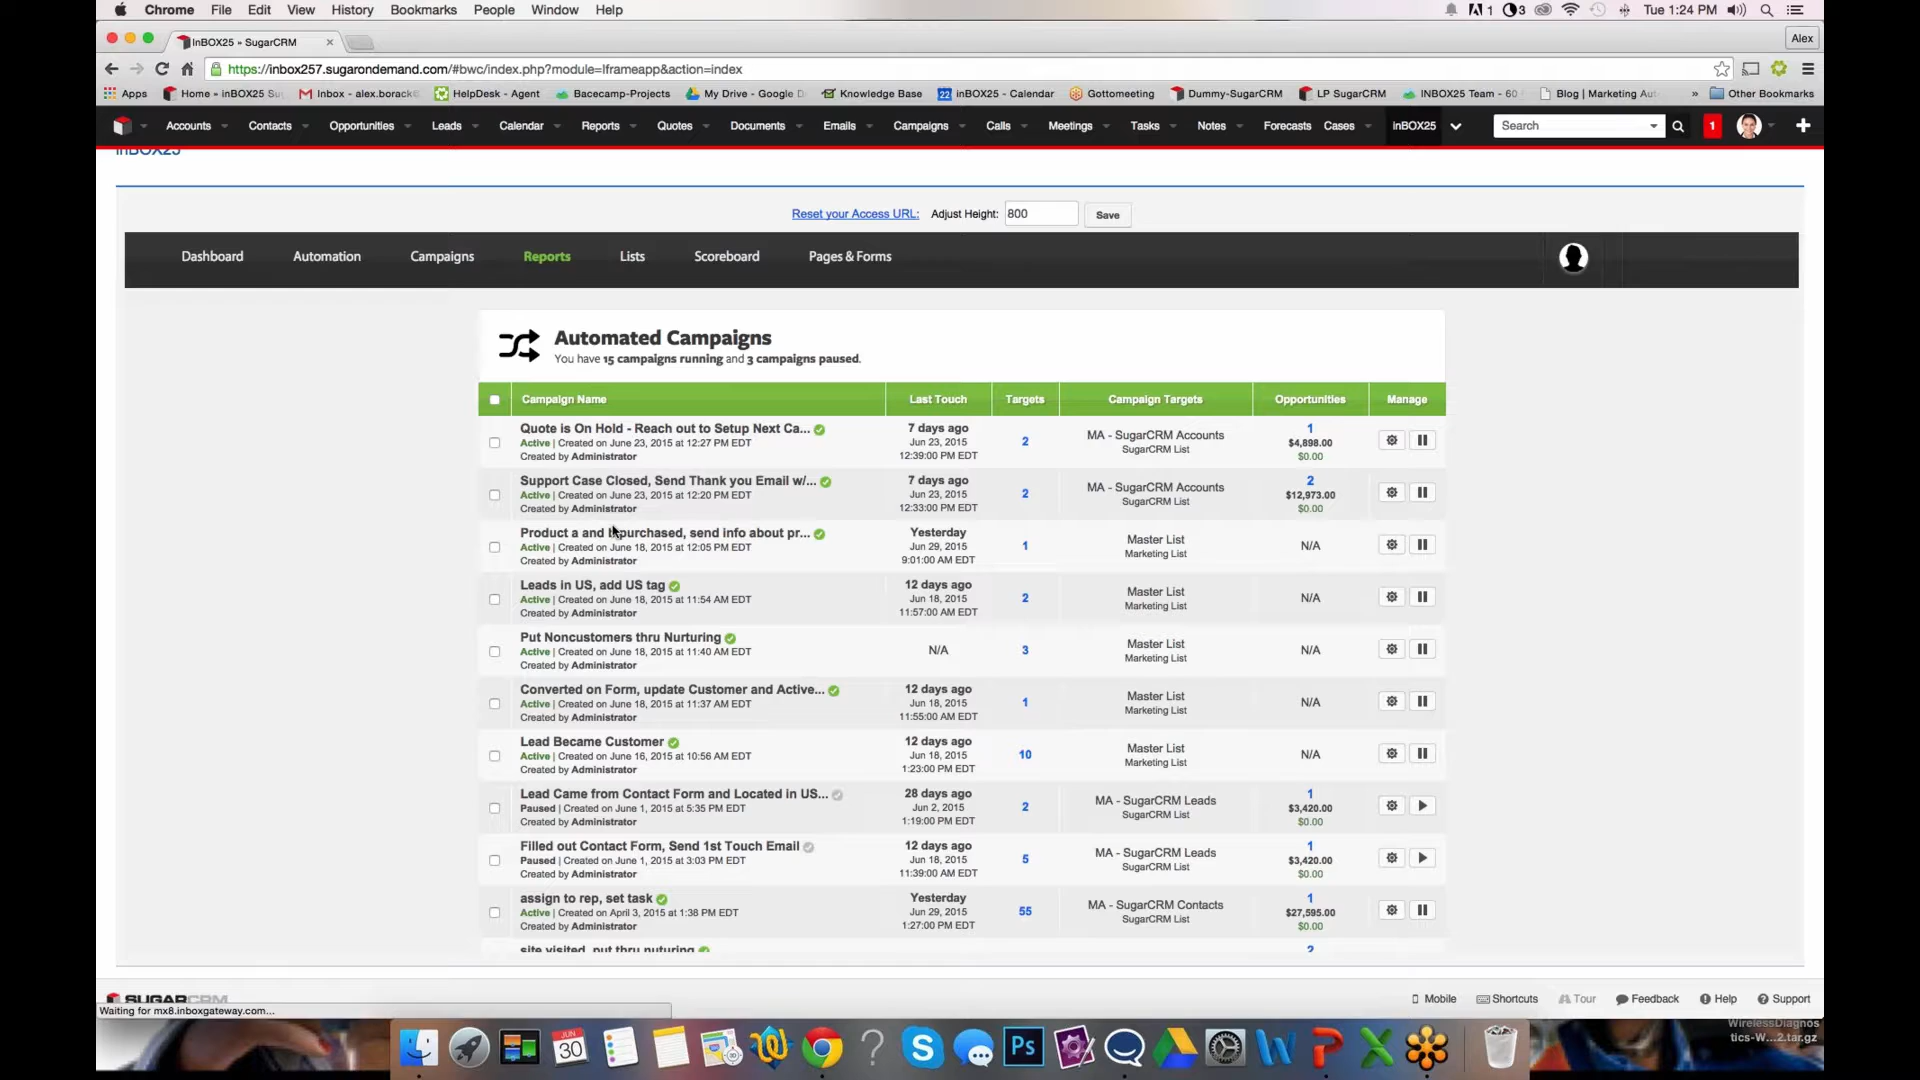 Chrome File Edit View History Bookmarks People Window Help
1 3 Tue 1:24 PM
inBOX25 » SugarCRM
Alex
https://inbox257.sugarondemand.com/#bwc/index.php?module=Iframeapp&action=index
Apps Home = inBOX25 Su Inbox - alex.borack@ HelpDesk - Agent Bacecamp-Projects My Drive - Google D Knowledge Base 22 inBOX25 - Calendar Gottomeeting Dummy-SugarCRM LP SugarCRM INBOX25 Team - 60 Blog | Marketing Aut » Other Bookmarks
Accounts Contacts Opportunities Leads Calendar Reports Quotes Documents Emails Campaigns Calls Meetings Tasks Notes Forecasts Cases inBOX25 Search 1
inBOX25
Reset your Access URL: Adjust Height: 800 Save
Dashboard Automation Campaigns Reports Lists Scoreboard Pages & Forms
Automated Campaigns
You have 15 campaigns running and 3 campaigns paused.
Campaign Name Last Touch Targets Campaign Targets Opportunities Manage
Quote is On Hold - Reach out to Setup Next Ca... 7 days ago 1
Active | Created on June 23, 2015 at 12:27 PM EDT Jun 23, 2015 2 MA - SugarCRM Accounts $4,898.00
Created by Administrator 12:39:00 PM EDT SugarCRM List $0.00
Support Case Closed, Send Thank you Email w/... 7 days ago 2
Active | Created on June 23, 2015 at 12:20 PM EDT Jun 23, 2015 2 MA - SugarCRM Accounts $12,973.00
Created by Administrator 12:33:00 PM EDT SugarCRM List $0.00
Product a and purchased, send info about pr... Yesterday
Active | Created on June 18, 2015 at 12:05 PM EDT Jun 29, 2015 1 Master List N/A
Created by Administrator 9:01:00 AM EDT Marketing List
Leads in US, add US tag 12 days ago
Active | Created on June 18, 2015 at 11:54 AM EDT Jun 18, 2015 2 Master List N/A
Created by Administrator 11:57:00 AM EDT Marketing List
Put Noncustomers thru Nurturing
Active | Created on June 18, 2015 at 11:40 AM EDT N/A 3 Master List N/A
Created by Administrator Marketing List
Converted on Form, update Customer and Active... 12 days ago
Active | Created on June 18, 2015 at 11:37 AM EDT Jun 18, 2015 1 Master List N/A
Created by Administrator 11:55:00 AM EDT Marketing List
Lead Became Customer 12 days ago
Active | Created on June 16, 2015 at 10:56 AM EDT Jun 18, 2015 10 Master List N/A
Created by Administrator 1:23:00 PM EDT Marketing List
Lead Came from Contact Form and Located in US... 28 days ago 1
Paused | Created on June 1, 2015 at 5:35 PM EDT Jun 2, 2015 2 MA - SugarCRM Leads $3,420.00
Created by Administrator 1:19:00 PM EDT SugarCRM List $0.00
Filled out Contact Form, Send 1st Touch Email 12 days ago 1
Paused | Created on June 1, 2015 at 3:03 PM EDT Jun 18, 2015 5 MA - SugarCRM Leads $3,420.00
Created by Administrator 11:39:00 AM EDT SugarCRM List $0.00
assign to rep, set task Yesterday 1
Active | Created on April 3, 2015 at 1:38 PM EDT Jun 29, 2015 55 MA - SugarCRM Contacts $27,595.00
Created by Administrator 1:27:00 PM EDT SugarCRM List $0.00
site visited, put thru nuturing 2
SUGARCRM Mobile Shortcuts Tour Feedback Help Support
Waiting for mx8.inboxgateway.com...
JUN 30
Ps
WirelessDiagnos
tics-W...2.tar.gz